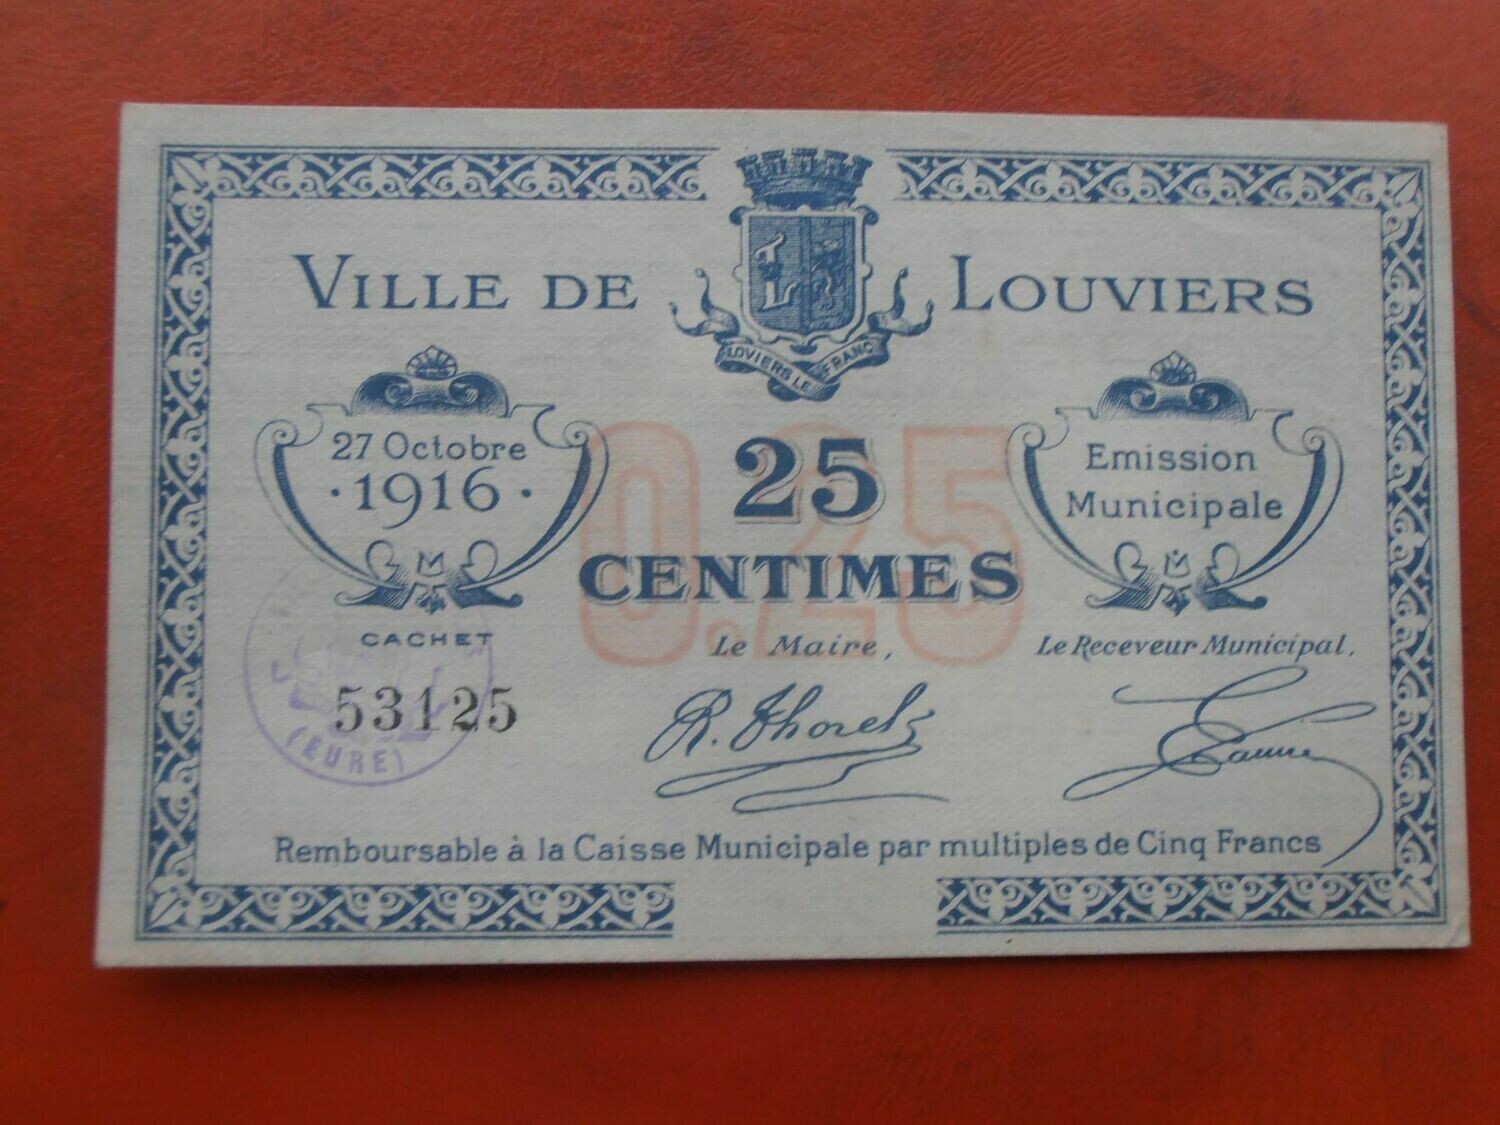 VILLE DE LOUVIERS
LOVIERS LE FRANC
27 Octobre
· 1916 ·
0.25
25
CENTIMES
Emission
Municipale
CACHET
Le Maire,
Le Receveur Municipal,
53125
(EURE)
R. Thorel
Remboursable à la Caisse Municipale par multiples de Cinq Francs